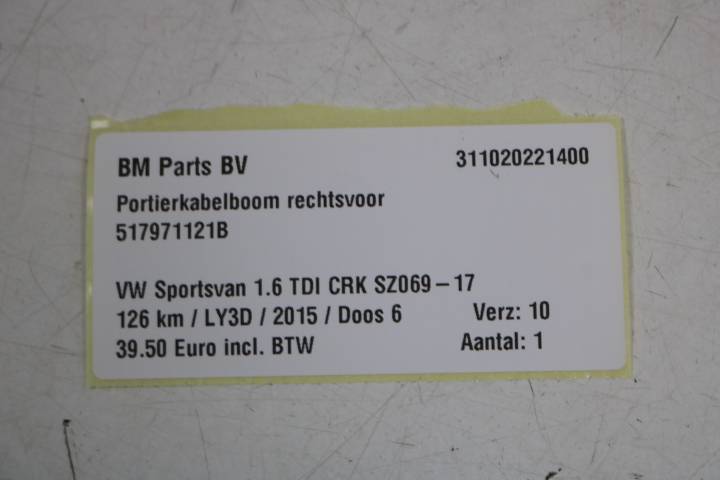 BM Parts BV 311020221400
Portierkabelboom rechtsvoor
517971121B
VW Sportsvan 1.6 TDI CRK SZ069-17
126 km / LY3D / 2015 / Doos 6 Verz: 10
39.50 Euro incl. BTW Aantal: 1